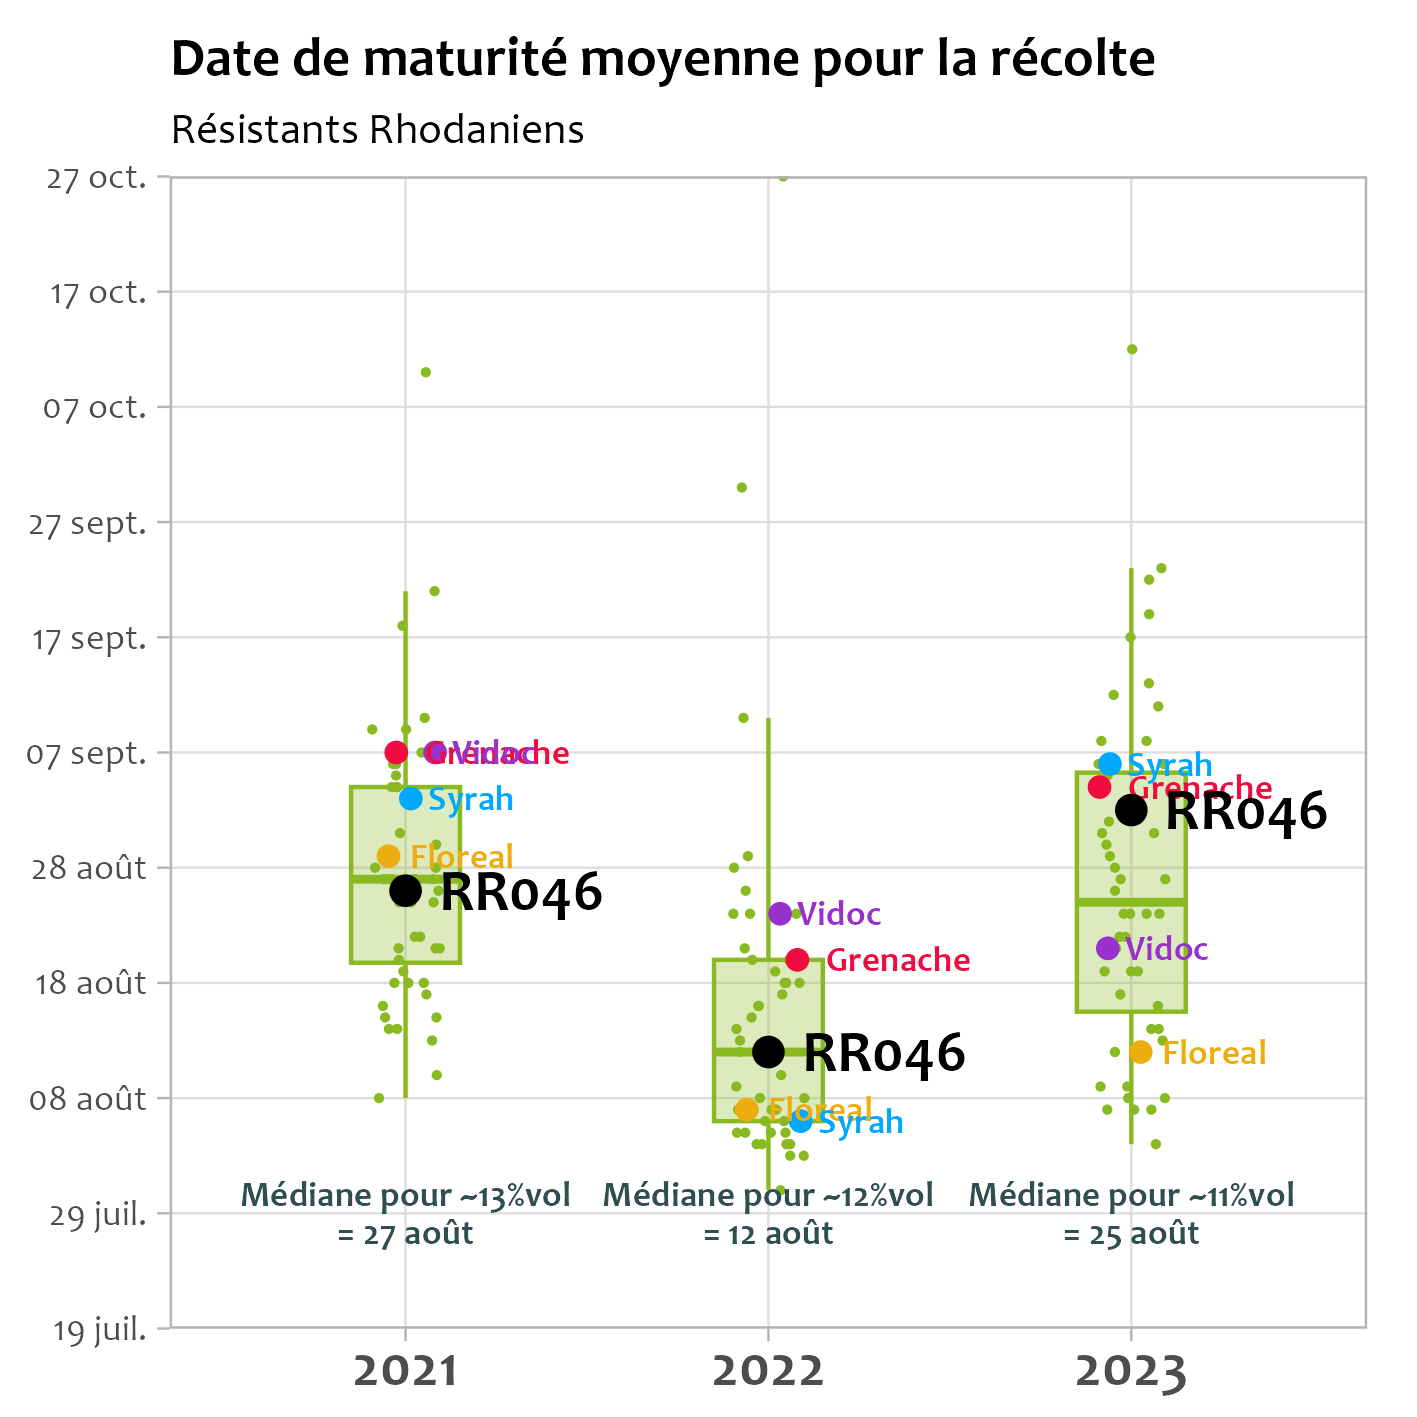 Date de maturité moyenne pour la récolte
Résistants Rhodaniens
27 oct.
17 oct.
07 oct.
27 sept.
17 sept.
07 sept.
28 août
18 août
08 août
29 juil.
19 juil.
Grenache
Vidoc
Syrah
Floreal
RR046
Médiane pour ~13%vol
= 27 août
Vidoc
Grenache
RR046
Floreal
Syrah
Médiane pour ~12%vol
= 12 août
Syrah
Grenache
RR046
Vidoc
Floreal
Médiane pour ~11%vol
= 25 août
2021
2022
2023